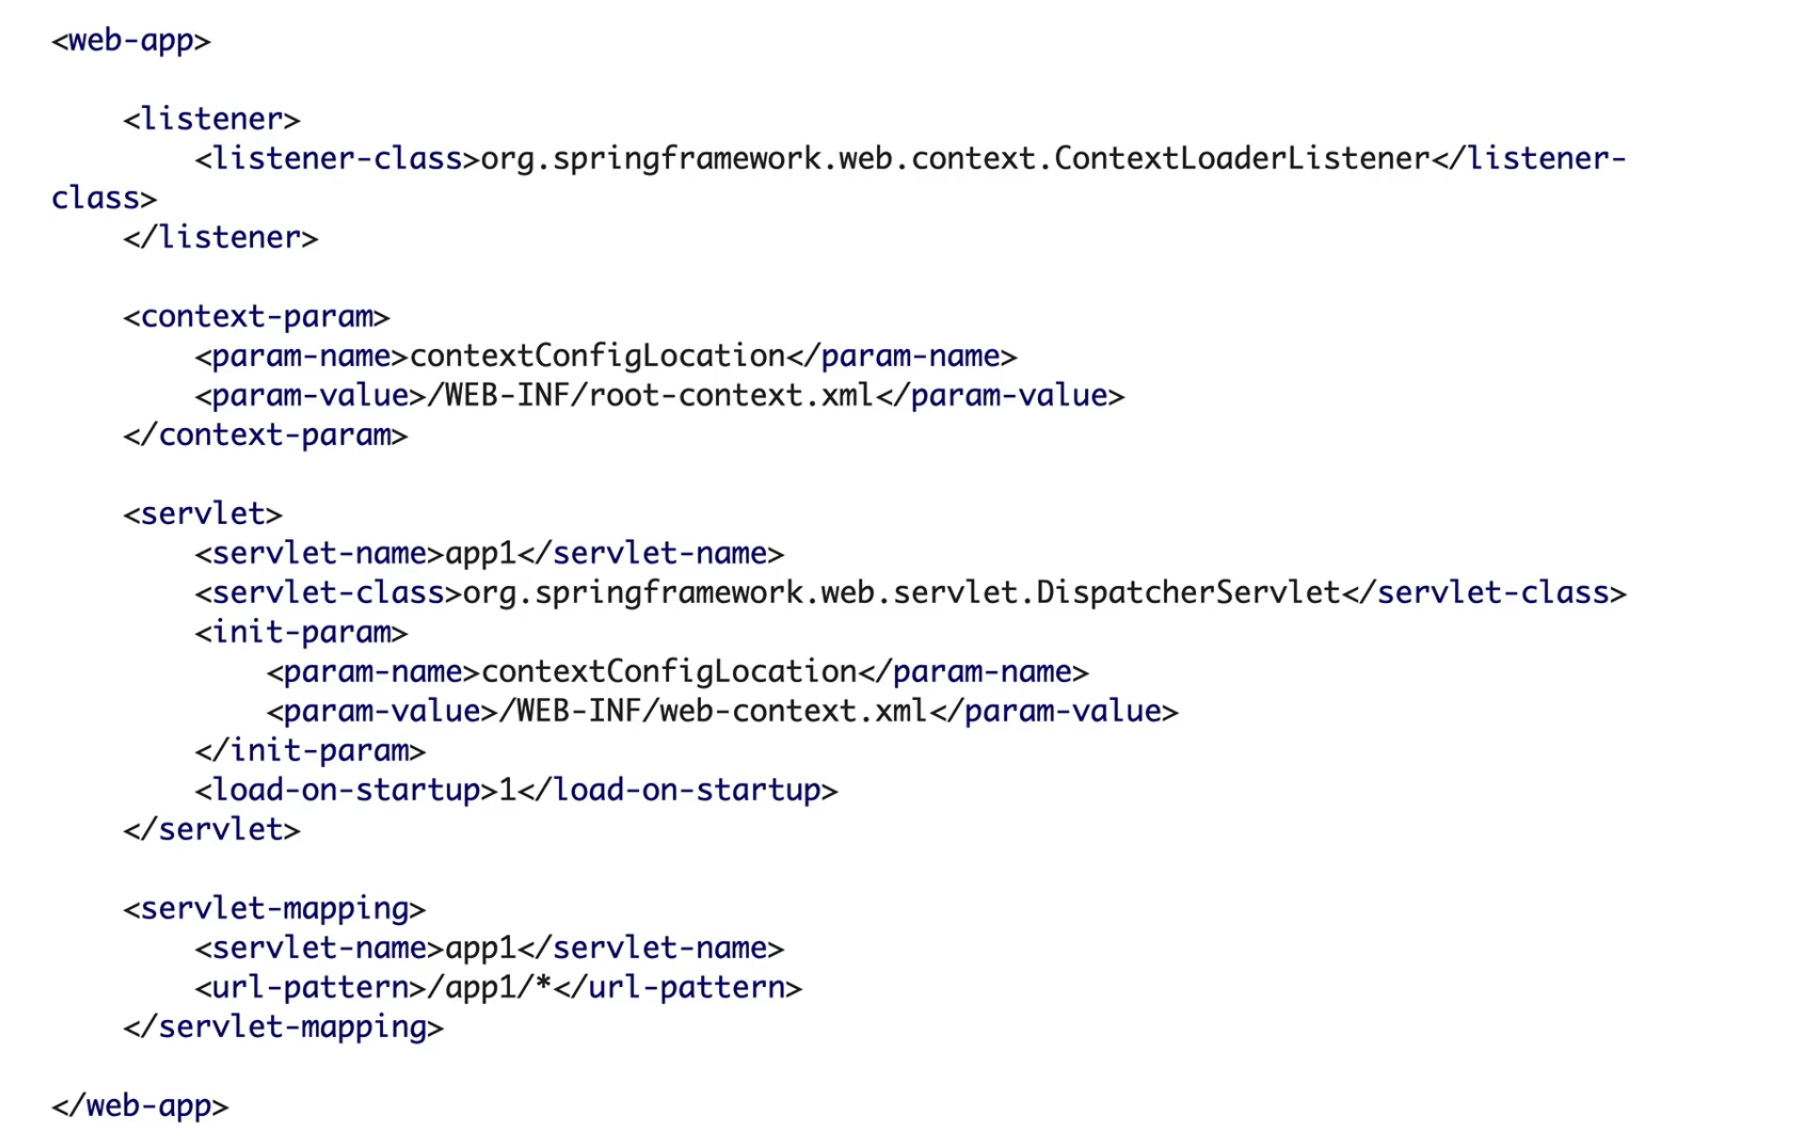 <web-app>
<listener>
<listener-class>org.springframework.web.context.ContextLoaderListener</listener-
class>
</listener>
<context-param>
<param-name>contextConfigLocation</param-name>
<param-value>/WEB-INF/root-context.xml</param-value>
</context-param>
<servlet>
<servlet-name>app1</servlet-name>
<servlet-class>org.springframework.web.servlet.DispatcherServlet</servlet-class>
<init-param>
<param-name>contextConfigLocation</param-name>
<param-value>/WEB-INF/web-context.xml</param-value>
</init-param>
<load-on-startup>1</load-on-startup>
</servlet>
<servlet-mapping>
<servlet-name>app1</servlet-name>
<url-pattern>/app1/*</url-pattern>
</servlet-mapping>
</web-app>